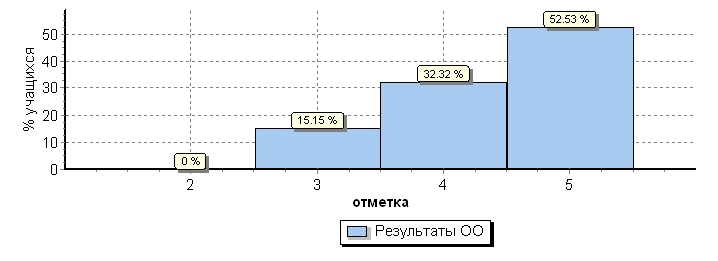 % учащихся
50
40
30
20
10
0
0 %
15.15 %
32.32 %
52.53 %
2 3 4 5
отметка
Результаты ОО